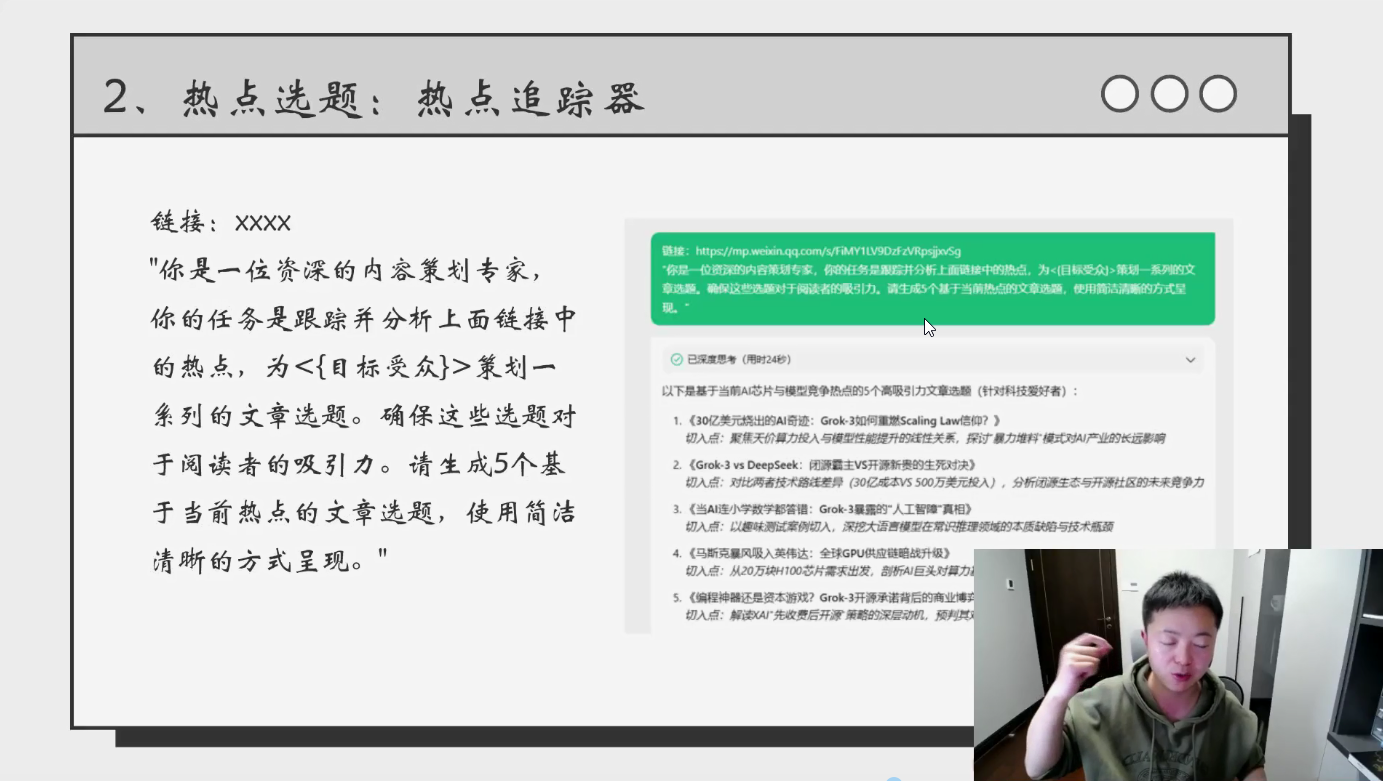 2、热点选题：热点追踪器
链接：xxxx
"你是一位资深的内容策划专家，
你的任务是跟踪并分析上面链接中
的热点，为<{目标受众}>策划一
系列的文章选题。确保这些选题对
于阅读者的吸引力。请生成5个基
于当前热点的文章选题，使用简洁
清晰的方式呈现。"
链接：https://mp.weixin.qq.com/s/FiMY1LV9DzFzVRpsjjxvSg
"你是一位资深的内容策划专家，你的任务是跟踪并分析上面链接中的热点，为<{目标受众}>策划一系列的文
章选题。确保这些选题对于阅读者的吸引力。请生成5个基于当前热点的文章选题，使用简洁清晰的方式呈
现。"
已深度思考（用时24秒）
以下是基于当前AI芯片与模型竞争热点的5个高吸引力文章选题（针对科技爱好者）：
1.《30亿美元烧出的AI奇迹：Grok-3如何重燃Scaling Law信仰？》
切入点：聚焦天价算力投入与模型性能提升的线性关系，探讨"暴力堆料"模式对AI产业的长远影响
2.《Grok-3 vs DeepSeek：闭源霸主VS开源新贵的生死对决》
切入点：对比两者技术路线差异（30亿成本VS 500万美元投入），分析闭源生态与开源社区的未来竞争力
3.《当AI连小学数学都答错：Grok-3暴露的"人工智障"真相》
切入点：以趣味测试案例切入，深挖大语言模型在常识推理领域的本质缺陷与技术瓶颈
4.《马斯克暴风吸入英伟达：全球GPU供应链暗战升级》
切入点：从20万块H100芯片需求出发，剖析AI巨头对算力
5.《编程神器还是资本游戏？Grok-3开源承诺背后的商业博弈
切入点：解读XAI"先收费后开源"策略的深层动机，预判其对